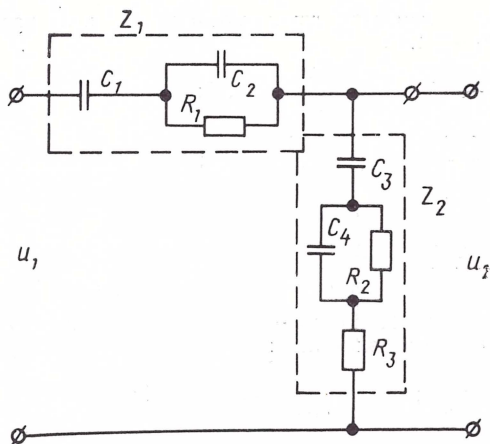 Z₁
C₁
C₂
R₁
C₃
Z₂
C₄
R₂
R₃
u₁
u₂